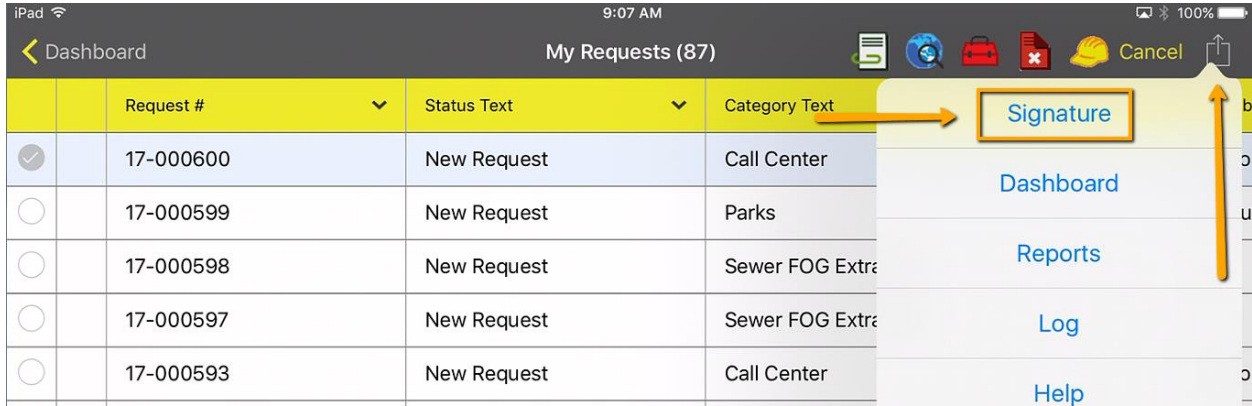 iPad 9:07 AM 100%
Dashboard My Requests (87) Cancel
Request # Status Text Category Text Signature
17-000600 New Request Call Center
Dashboard
17-000599 New Request Parks
Reports
17-000598 New Request Sewer FOG Extra
17-000597 New Request Sewer FOG Extra
Log
17-000593 New Request Call Center
Help